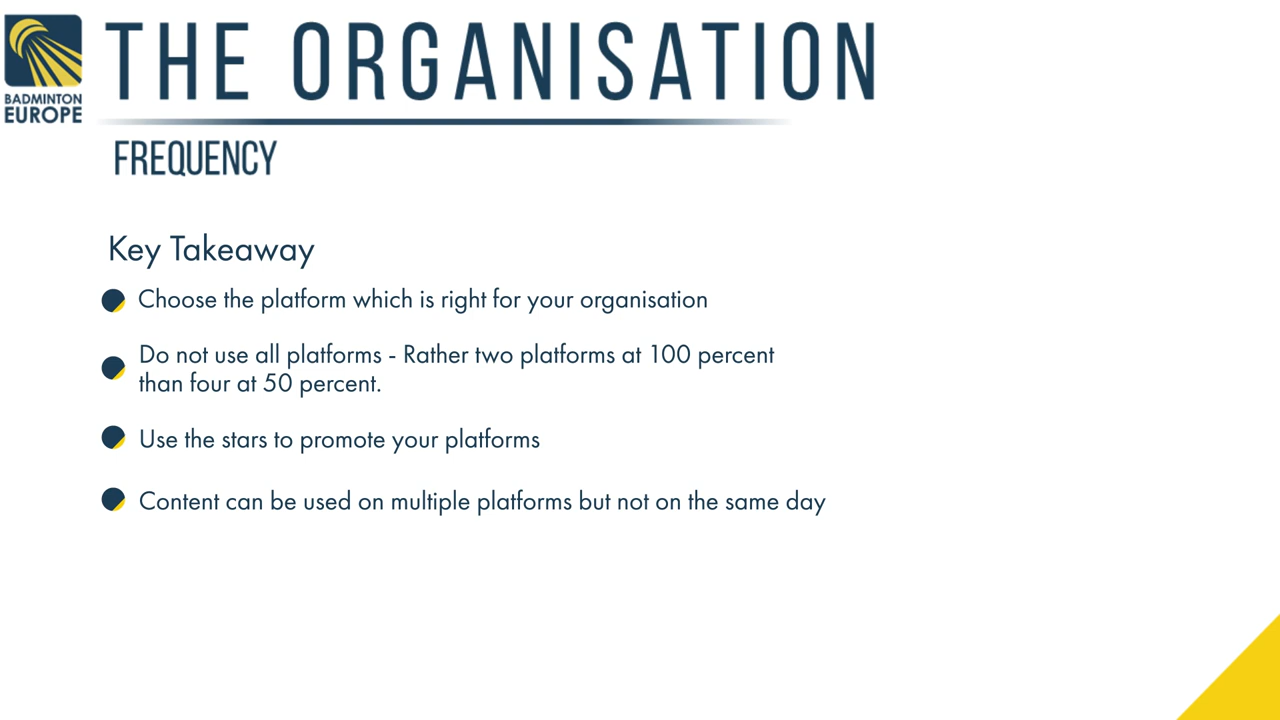 THE ORGANISATION
BADMINTON
EUROPE
FREQUENCY
Key Takeaway
Choose the platform which is right for your organisation
Do not use all platforms - Rather two platforms at 100 percent
than four at 50 percent.
Use the stars to promote your platforms
Content can be used on multiple platforms but not on the same day